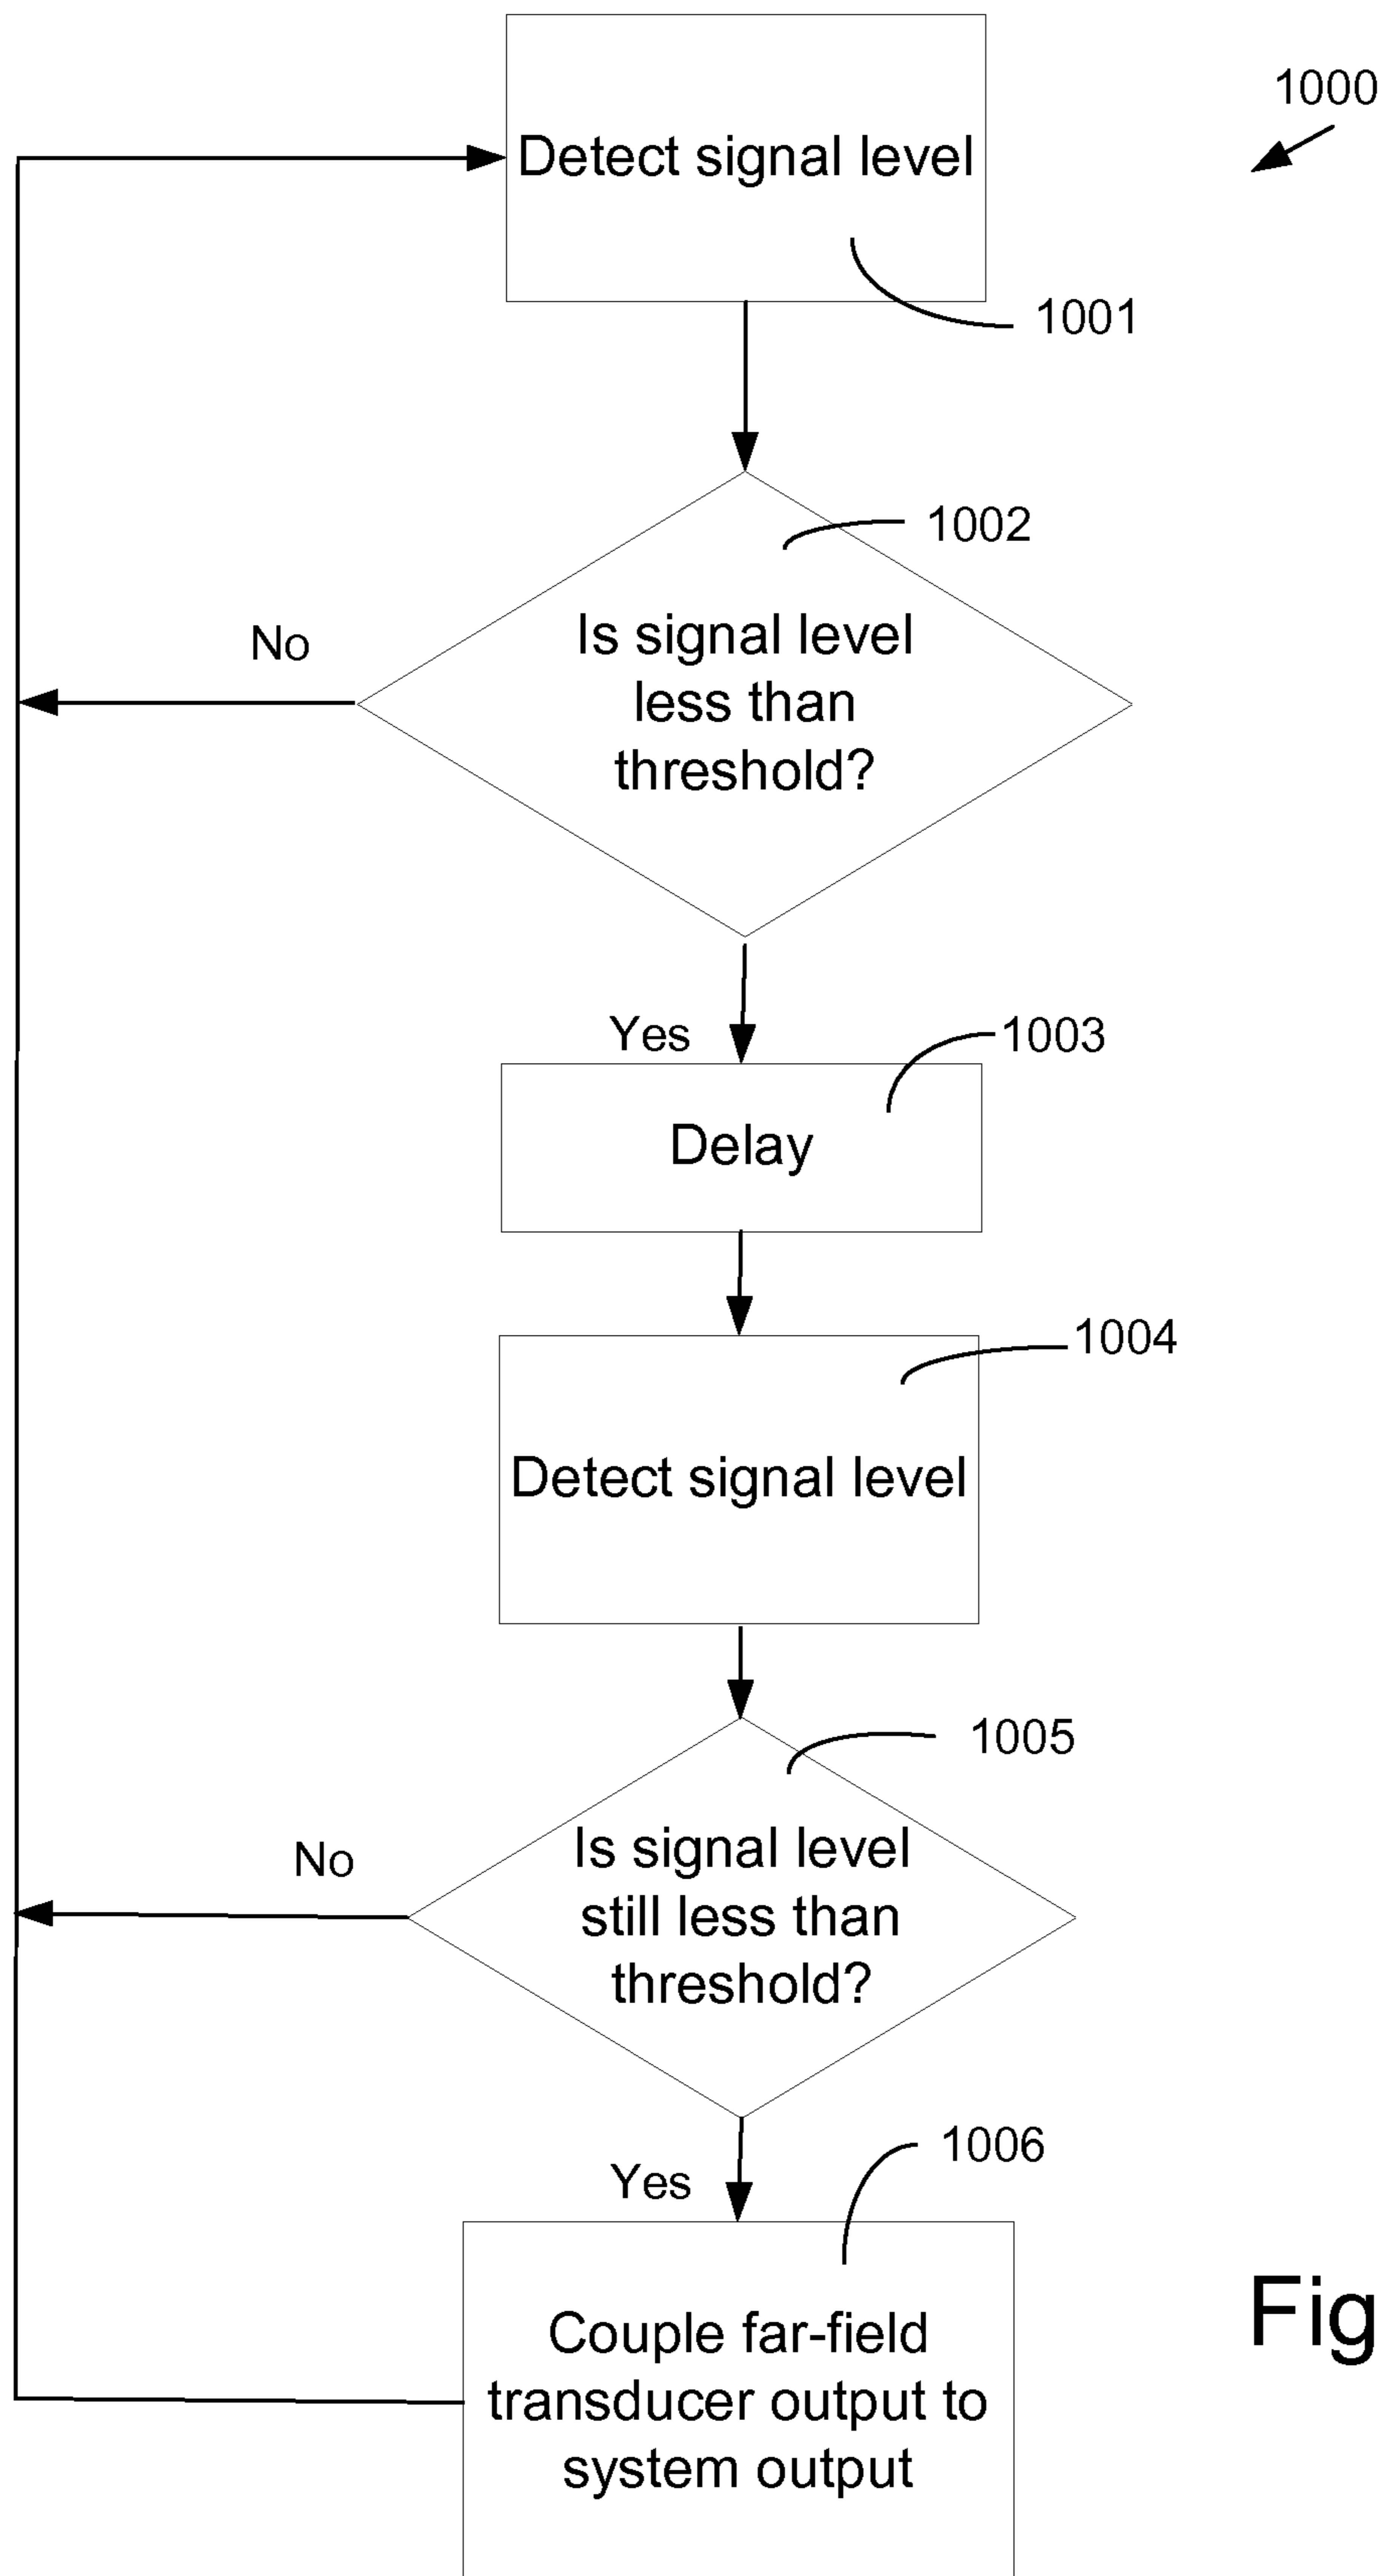 1000
Detect signal level
1001
1002
Is signal level
less than
threshold?
No
Yes
1003
Delay
1004
Detect signal level
1005
Is signal level
still less than
threshold?
No
Yes
1006
Couple far-field
transducer output to
system output
Fig